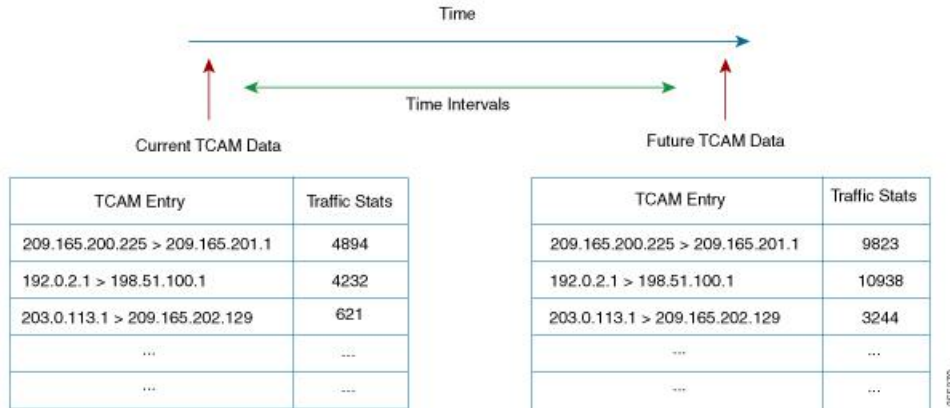 Time
Time Intervals
Current TCAM Data
Future TCAM Data
TCAM Entry Traffic Stats
209.165.200.225 > 209.165.201.1 4894
192.0.2.1 > 198.51.100.1 4232
203.0.113.1 > 209.165.202.129 621
... ...
... ...
TCAM Entry Traffic Stats
209.165.200.225 > 209.165.201.1 9823
192.0.2.1 > 198.51.100.1 10938
203.0.113.1 > 209.165.202.129 3244
... ...
... ...